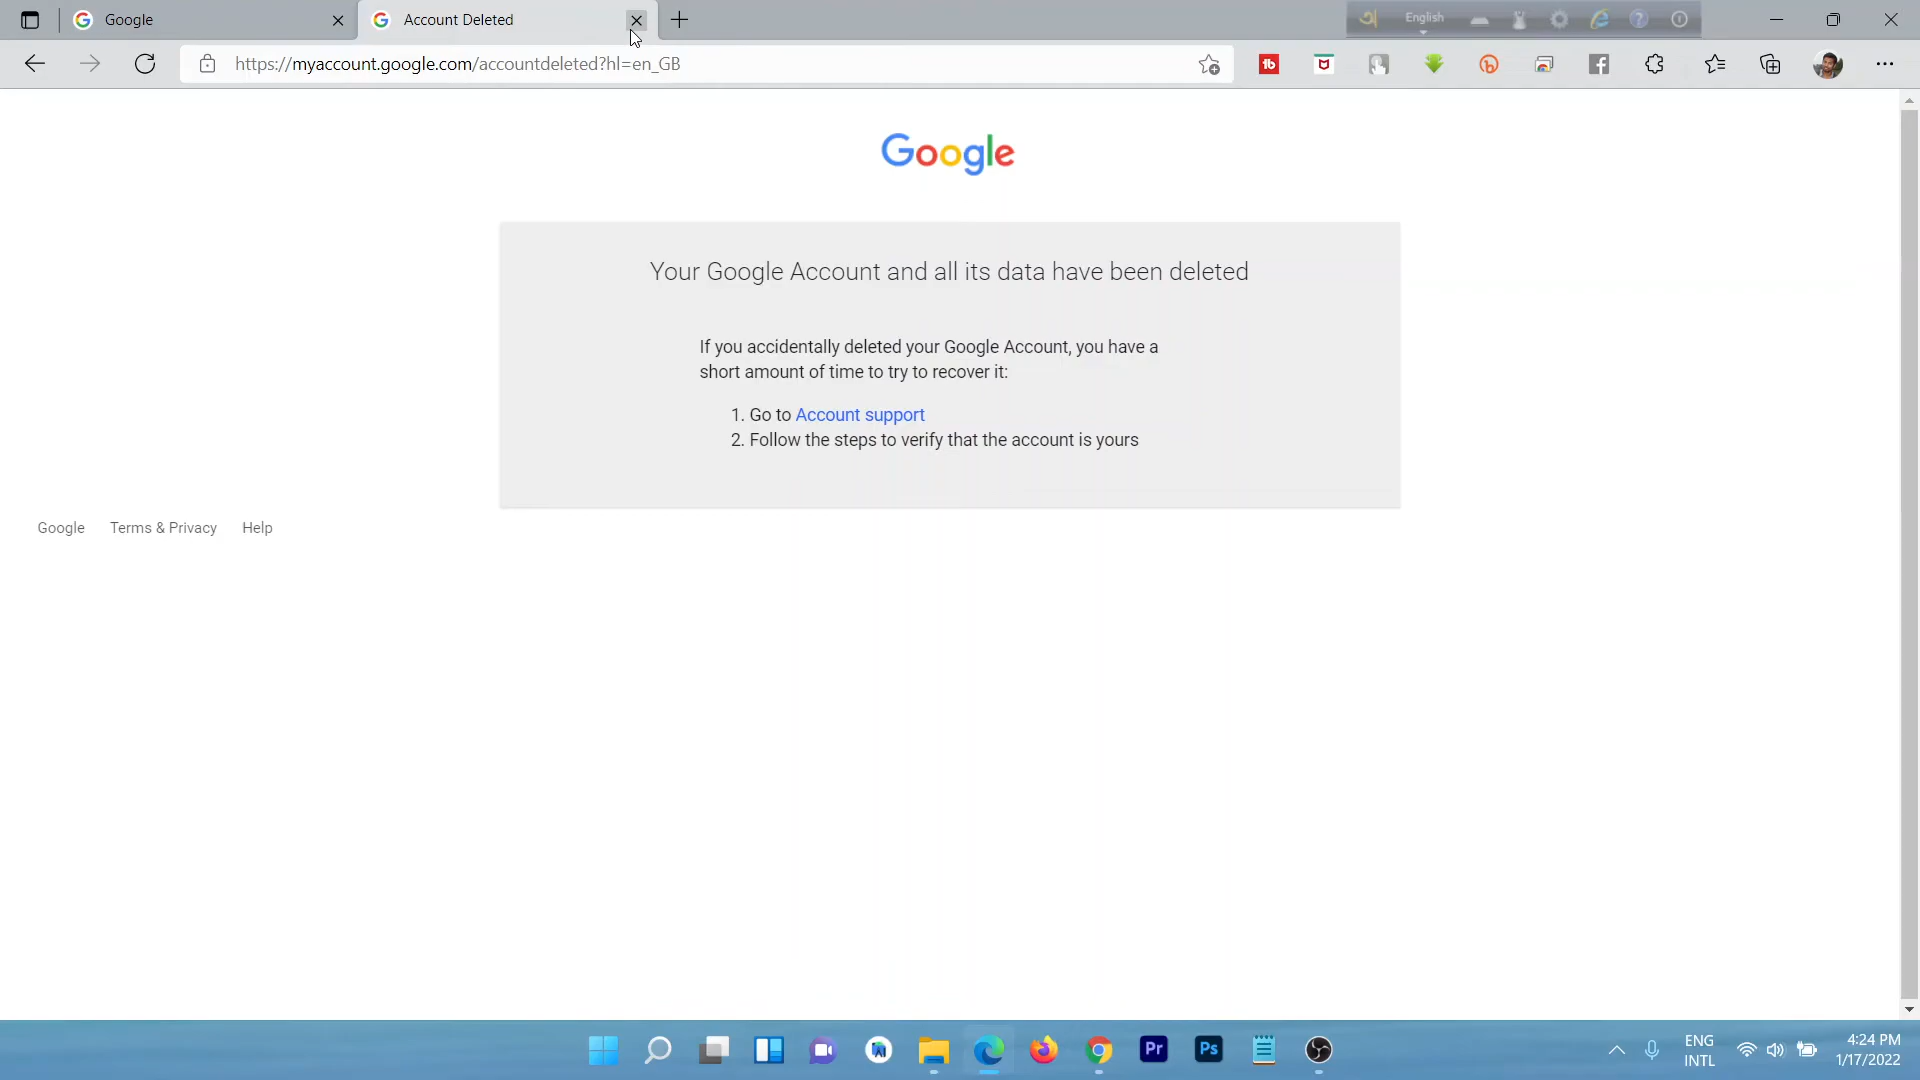 Google
Account Deleted
English
https://myaccount.google.com/accountdeleted?hl=en_GB
Google
Your Google Account and all its data have been deleted
If you accidentally deleted your Google Account, you have a
short amount of time to try to recover it:
1. Go to Account support
2. Follow the steps to verify that the account is yours
Google Terms & Privacy Help
Pr
Ps
ENG
INTL
4:24 PM
1/17/2022